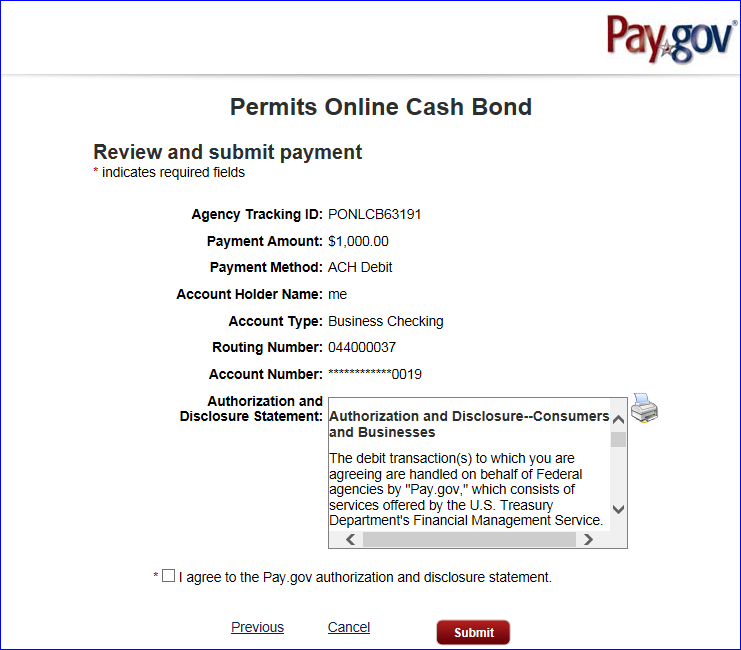 Pay.gov®
Permits Online Cash Bond
Review and submit payment
* indicates required fields
Agency Tracking ID: PONLCB63191
Payment Amount: $1,000.00
Payment Method: ACH Debit
Account Holder Name: me
Account Type: Business Checking
Routing Number: 044000037
Account Number: ************0019
Authorization and
Disclosure Statement:
Authorization and Disclosure--Consumers
and Businesses
The debit transaction(s) to which you are
agreeing are handled on behalf of Federal
agencies by "Pay.gov," which consists of
services offered by the U.S. Treasury
Department's Financial Management Service.
* I agree to the Pay.gov authorization and disclosure statement.
Previous Cancel Submit